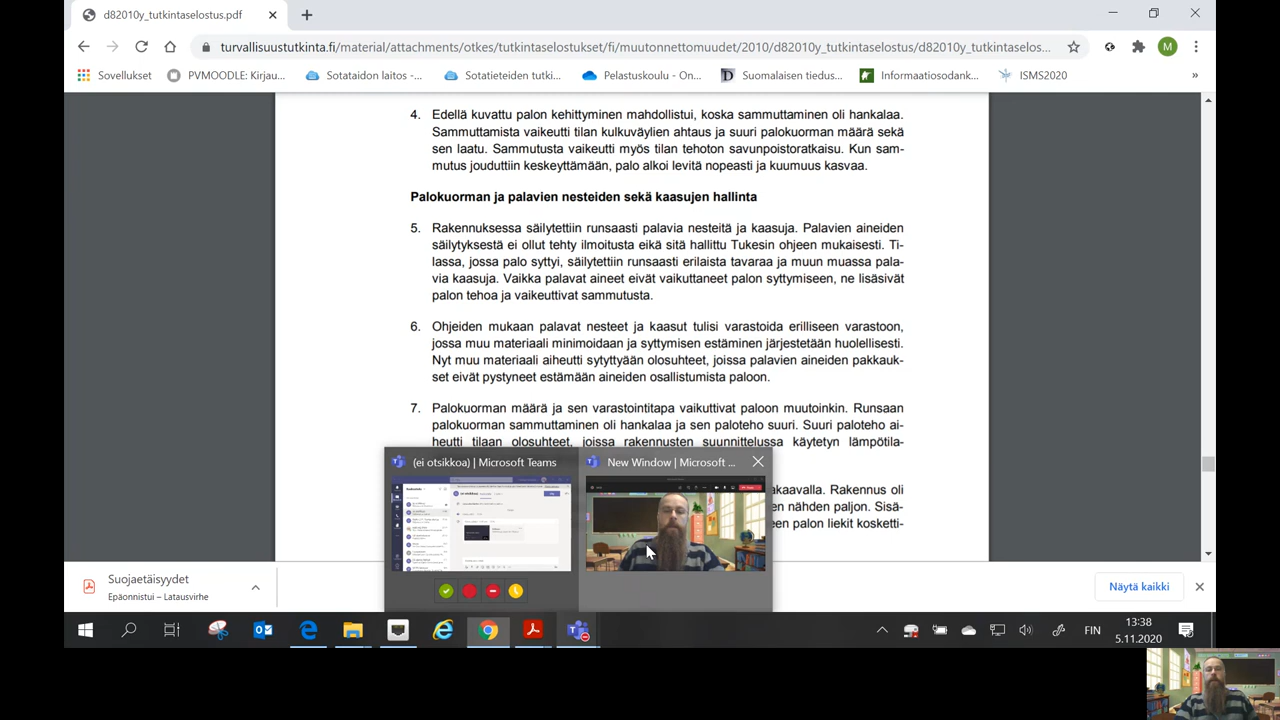 d82010y_tutkintaselostus.pdf
turvallisuustutkinta.fi/material/attachments/otkes/tutkintaselostukset/fi/muutonnettomuudet/2010/d82010y_tutkintaselostus/d82010y_tutkintaselos...
M
Sovellukset
PVMOODLE: Kirjau...
Sotataidon laitos -...
Sotatieteiden tutki...
Pelastuskoulu - On...
Suomalainen tiedus...
Informaatiosodank...
ISMS2020
»
4. Edellä kuvattu palon kehittyminen mahdollistui, koska sammuttaminen oli hankalaa.
Sammuttamista vaikeutti tilan kulkuväylien ahtaus ja suuri palokuorman määrä sekä
sen laatu. Sammutusta vaikeutti myös tilan tehoton savunpoistoratkaisu. Kun sam-
mutus jouduttiin keskeyttämään, palo alkoi levitä nopeasti ja kuumuus kasvaa.
Palokuorman ja palavien nesteiden sekä kaasujen hallinta
5. Rakennuksessa säilytettiin runsaasti palavia nesteitä ja kaasuja. Palavien aineiden
säilytyksestä ei ollut tehty ilmoitusta eikä sitä hallittu Tukesin ohjeen mukaisesti. Ti-
lassa, jossa palo syttyi, säilytettiin runsaasti erilaista tavaraa ja muun muassa pala-
via kaasuja. Vaikka palavat aineet eivät vaikuttaneet palon syttymiseen, ne lisäsivät
palon tehoa ja vaikeuttivat sammutusta.
6. Ohjeiden mukaan palavat nesteet ja kaasut tulisi varastoida erilliseen varastoon,
jossa muu materiaali minimoidaan ja syttymisen estäminen järjestetään huolellisesti.
Nyt muu materiaali aiheutti sytyttyään olosuhteet, joissa palavien aineiden pakkauk-
set eivät pystyneet estämään aineiden osallistumista paloon.
7. Palokuorman määrä ja sen varastointitapa vaikuttivat paloon muutoinkin. Runsaan
palokuorman sammuttaminen oli hankalaa ja sen paloteho suuri. Suuri paloteho ai-
heutti tilaan olosuhteet, joissa rakennusten suunnittelussa käytetyn lämpötila-
akaavalla. Rakennus oli
en nähden paljon. Sisä-
een palon liekit kosketti-
(ei otsikkoa) | Microsoft Teams
New Window | Microsoft ...
Suojaetäisyydet
Epäonnistui – Latausvirhe
Näytä kaikki
FIN
13:38
5.11.2020